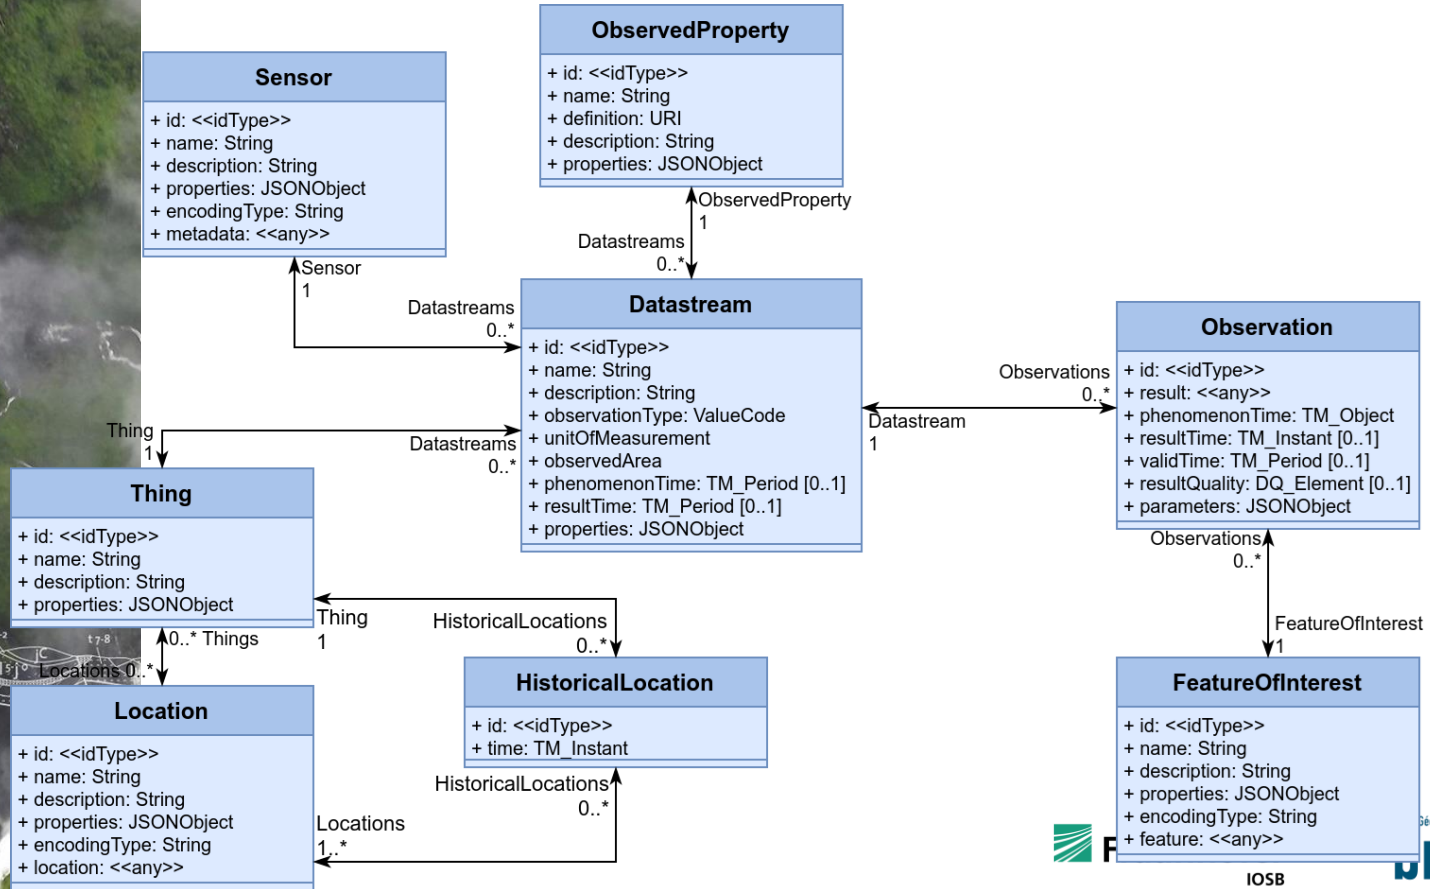 ObservedProperty
+ id: <<idType>>
+ name: String
+ definition: URI
+ description: String
+ properties: JSONObject
Sensor
+ id: <<idType>>
+ name: String
+ description: String
+ properties: JSONObject
+ encodingType: String
+ metadata: <<any>>
ObservedProperty
1
Datastreams
0..*
Sensor
1
Datastreams
0..*
Datastream
+ id: <<idType>>
+ name: String
+ description: String
+ observationType: ValueCode
+ unitOfMeasurement
+ observedArea
+ phenomenonTime: TM_Period [0..1]
+ resultTime: TM_Period [0..1]
+ properties: JSONObject
Observations
0..*
Datastream
1
Observation
+ id: <<idType>>
+ result: <<any>>
+ phenomenonTime: TM_Object
+ resultTime: TM_Instant [0..1]
+ validTime: TM_Period [0..1]
+ resultQuality: DQ_Element [0..1]
+ parameters: JSONObject
Thing
1
Datastreams
0..*
Thing
+ id: <<idType>>
+ name: String
+ description: String
+ properties: JSONObject
Thing
1
HistoricalLocations
0..*
Observations
0..*
FeatureOfInterest
1
0..* Things
Locations 0..*
t7-8
jC
HistoricalLocation
+ id: <<idType>>
+ time: TM_Instant
HistoricalLocations
0..*
Locations
1..*
Location
+ id: <<idType>>
+ name: String
+ description: String
+ properties: JSONObject
+ encodingType: String
+ location: <<any>>
FeatureOfInterest
+ id: <<idType>>
+ name: String
+ description: String
+ properties: JSONObject
+ encodingType: String
+ feature: <<any>>
IOSB